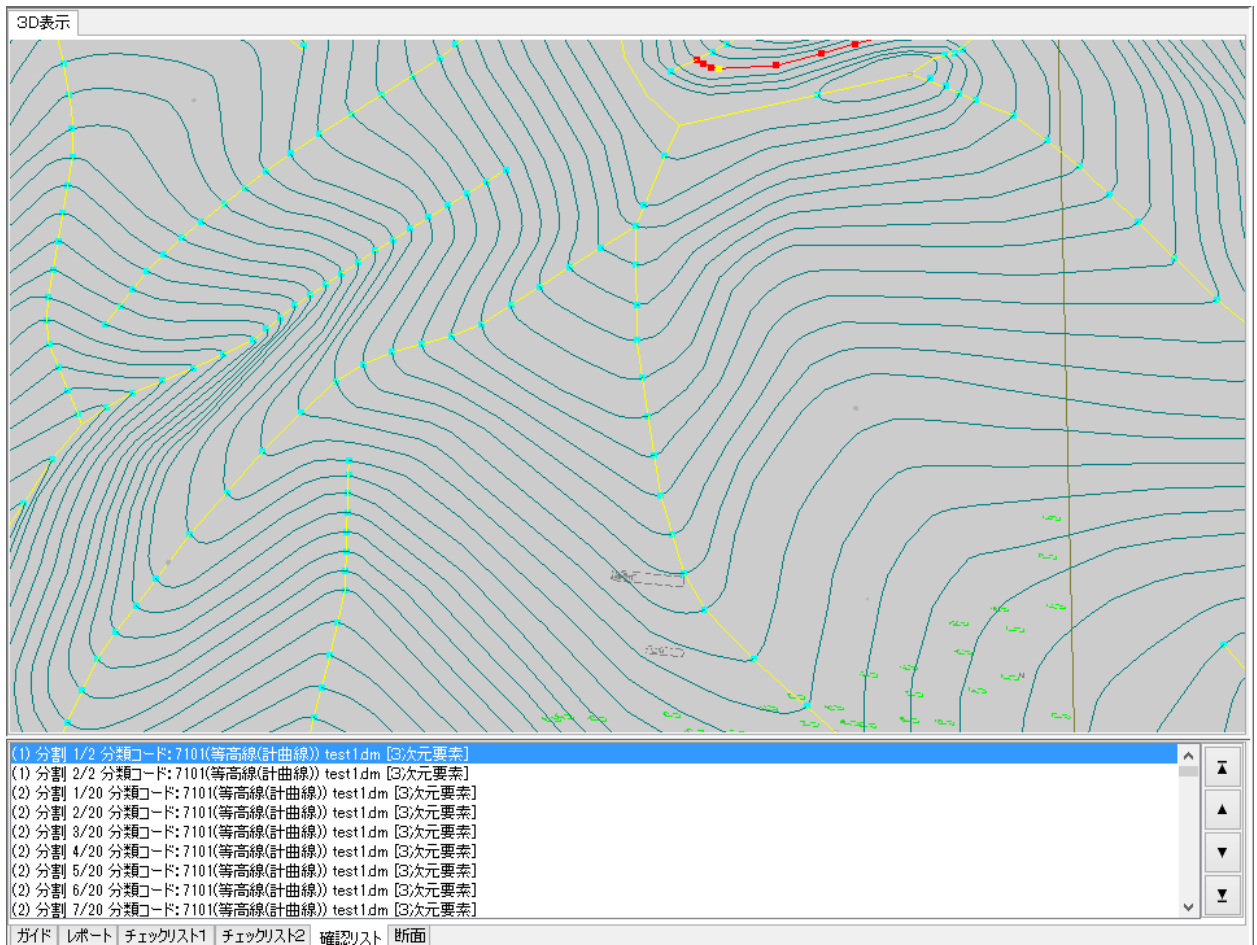 3D表示
(1) 分割 1/2 分類コード:7101(等高線(計曲線)) test1.dm [3次元要素]
(1) 分割 2/2 分類コード:7101(等高線(計曲線)) test1.dm [3次元要素]
(2) 分割 1/20 分類コード:7101(等高線(計曲線)) test1.dm [3次元要素]
(2) 分割 2/20 分類コード:7101(等高線(計曲線)) test1.dm [3次元要素]
(2) 分割 3/20 分類コード:7101(等高線(計曲線)) test1.dm [3次元要素]
(2) 分割 4/20 分類コード:7101(等高線(計曲線)) test1.dm [3次元要素]
(2) 分割 5/20 分類コード:7101(等高線(計曲線)) test1.dm [3次元要素]
(2) 分割 6/20 分類コード:7101(等高線(計曲線)) test1.dm [3次元要素]
(2) 分割 7/20 分類コード:7101(等高線(計曲線)) test1.dm [3次元要素]
ガイド レポート チェックリスト1 チェックリスト2 確認リスト 断面